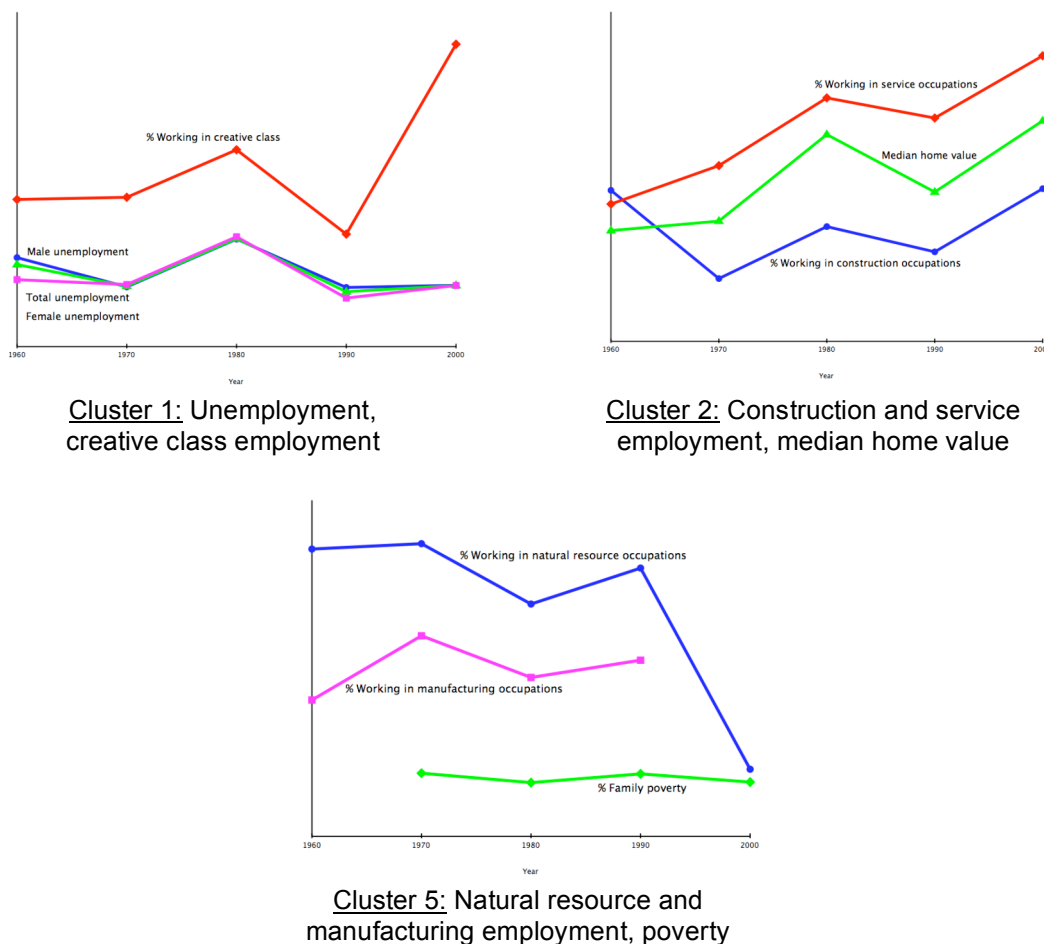 % Working in creative class
Male unemployment
Total unemployment
Female unemployment
1960 1970 1980 1990 2000
Year
Cluster 1: Unemployment,
creative class employment
% Working in service occupations
Median home value
% Working in construction occupations
1960 1970 1980 1990 200
Year
Cluster 2: Construction and service
employment, median home value
% Working in natural resource occupations
% Working in manufacturing occupations
% Family poverty
1960 1970 1980 1990 2000
Year
Cluster 5: Natural resource and
manufacturing employment, poverty